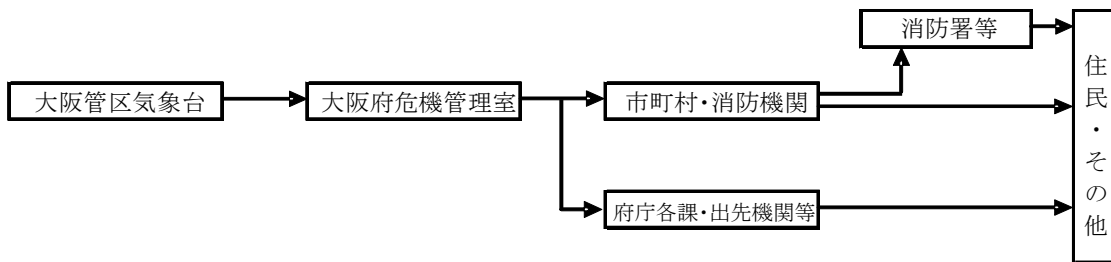 消防署等
大阪管区気象台
大阪府危機管理室
市町村・消防機関
府庁各課・出先機関等
住民・その他